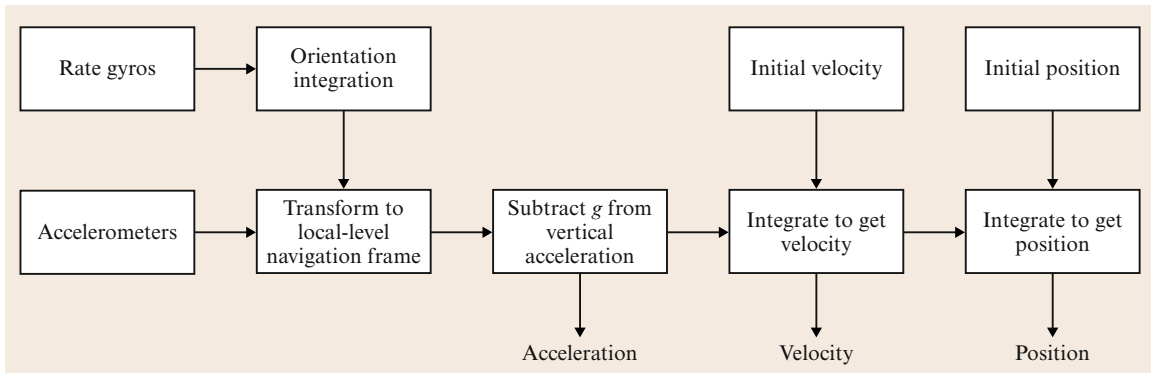 Rate gyros
Orientation
integration
Initial velocity
Initial position
Accelerometers
Transform to
local-level
navigation frame
Subtract g from
vertical
acceleration
Integrate to get
velocity
Integrate to get
position
Acceleration
Velocity
Position